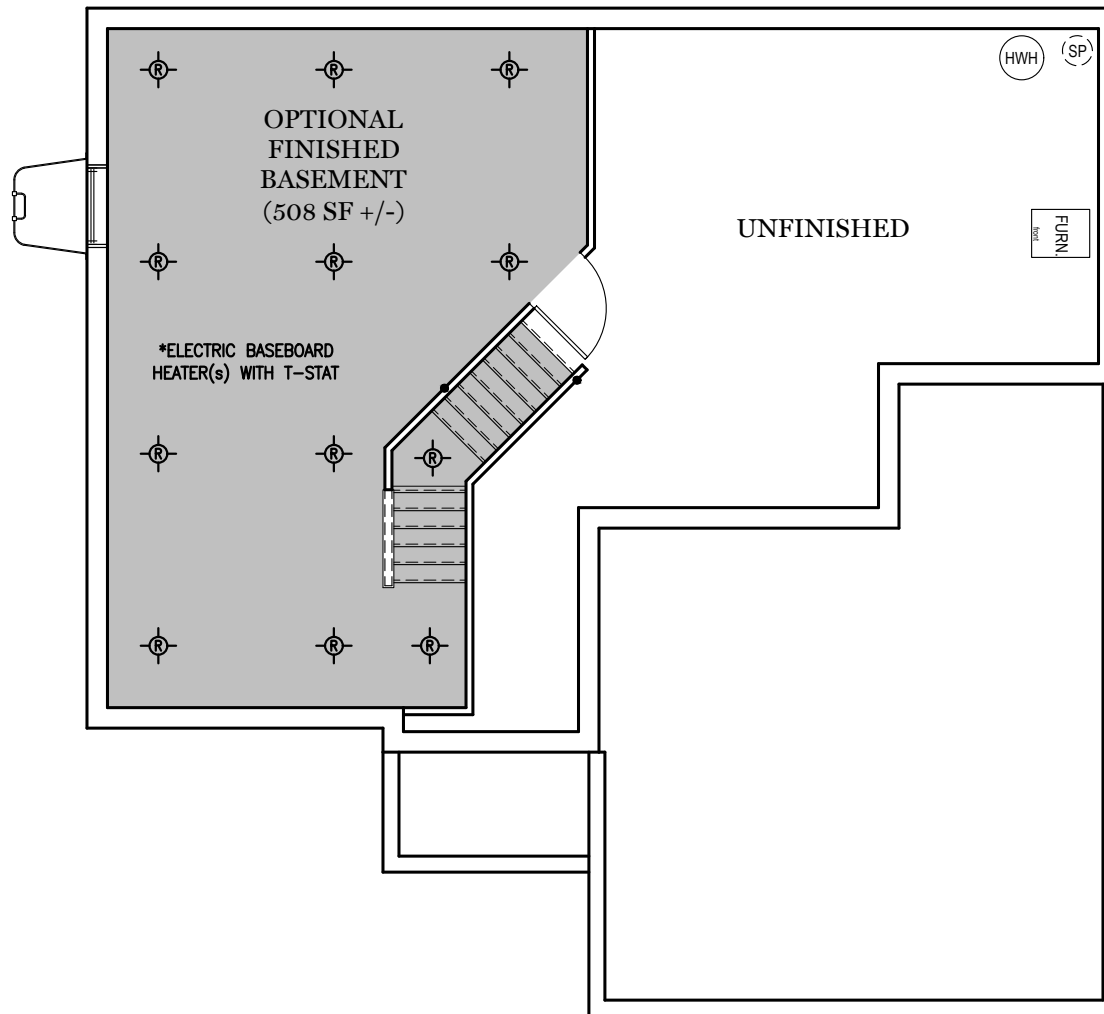 R R R
HWH SP
OPTIONAL
FINISHED
BASEMENT
(508 SF +/-)
UNFINISHED
FURN.
front
R R R
*ELECTRIC BASEBOARD
HEATER(s) WITH T-STAT
R R R
R R R